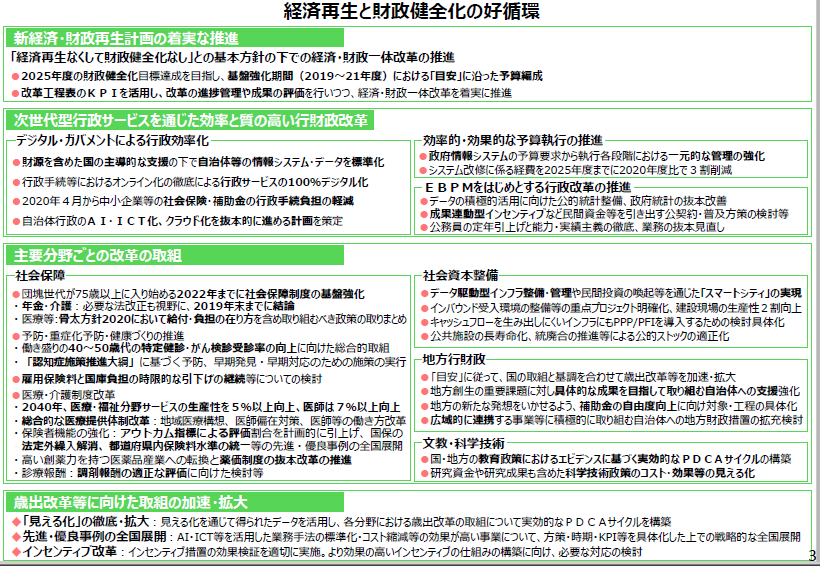 経済再生と財政健全化の好循環
新経済・財政再生計画の着実な推進
「経済再生なくして財政健全化なし」との基本方針の下での経済・財政一体改革の推進
●2025年度の財政健全化目標達成を目指し、基盤強化期間（2019～21年度）における「目安」に沿った予算編成
●改革工程表のＫＰＩを活用し、改革の進捗管理や成果の評価を行いつつ、経済・財政一体改革を着実に推進
次世代型行政サービスを通じた効率と質の高い行財政改革
デジタル・ガバメントによる行政効率化
●財源を含めた国の主導的な支援の下で自治体等の情報システム・データを標準化
●行政手続等におけるオンライン化の徹底による行政サービスの100％デジタル化
●2020年４月から中小企業等の社会保険・補助金の行政手続負担の軽減
●自治体行政のＡＩ・ＩＣＴ化、クラウド化を抜本的に進める計画を策定
効率的・効果的な予算執行の推進
●政府情報システムの予算要求から執行各段階における一元的な管理の強化
●システム改修に係る経費を2025年度までに2020年度比で３割削減
ＥＢＰＭをはじめとする行政改革の推進
●データの積極的活用に向けた公的統計整備、政府統計の抜本改善
●成果連動型インセンティブなど民間資金等を引き出す公契約・普及方策の検討等
●公務員の定年引上げと能力・実績主義の徹底、業務の抜本見直し
主要分野ごとの改革の取組
社会保障
●団塊世代が75歳以上に入り始める2022年までに社会保障制度の基盤強化
・年金・介護：必要な法改正も視野に、2019年末までに結論
・医療等：骨太方針2020において給付・負担の在り方を含め取り組むべき政策の取りまとめ
●予防・重症化予防・健康づくりの推進
・働き盛りの40～50歳代の特定健診・がん検診受診率の向上に向けた総合的取組
・「認知症施策推進大綱」に基づく予防、早期発見・早期対応のための施策の実行
●雇用保険料と国庫負担の時限的な引下げの継続等についての検討
●医療・介護制度改革
・2040年、医療・福祉分野サービスの生産性を５％以上向上、医師は７％以上向上
・総合的な医療提供体制改革：地域医療構想、医師偏在対策、医師等の働き方改革
・保険者機能の強化：アウトカム指標による評価割合を計画的に引上げ、国保の
法定外繰入解消、都道府県内保険料水準の統一等の先進・優良事例の全国展開
・高い創薬力を持つ医薬品産業への転換と薬価制度の抜本改革の推進
・診療報酬：調剤報酬の適正な評価に向けた検討等
社会資本整備
●データ駆動型インフラ整備・管理や民間投資の喚起等を通じた「スマートシティ」の実現
●インバウンド受入環境の整備等の重点プロジェクト明確化、建設現場の生産性２割向上
●キャッシュフローを生み出しにくいインフラにもPPP/PFIを導入するための検討具体化
●公共施設の長寿命化、統廃合の推進等による公的ストックの適正化
地方行財政
●「目安」に従って、国の取組と基調を合わせて歳出改革等を加速・拡大
●地方創生の重要課題に対し具体的な成果を目指して取り組む自治体への支援強化
●地方の新たな発想をいかせるよう、補助金の自由度向上に向け対象・工程の具体化
●広域的に連携する事業等に積極的に取り組む自治体への地方財政措置の拡充検討
文教・科学技術
●国・地方の教育政策におけるエビデンスに基づく実効的なＰＤＣＡサイクルの構築
●研究資金や研究成果も含めた科学技術政策のコスト・効果等の見える化
歳出改革等に向けた取組の加速・拡大
◆「見える化」の徹底・拡大：見える化を通じて得られたデータを活用し、各分野における歳出改革の取組について実効的なＰＤＣＡサイクルを構築
◆先進・優良事例の全国展開：AI・ICT等を活用した業務手法の標準化・コスト縮減等の効果が高い事業について、方策・時期・KPI等を具体化した上での戦略的な全国展開
◆インセンティブ改革：インセンティブ措置の効果検証を適切に実施。より効果の高いインセンティブの仕組みの構築に向け、必要な対応の検討
3